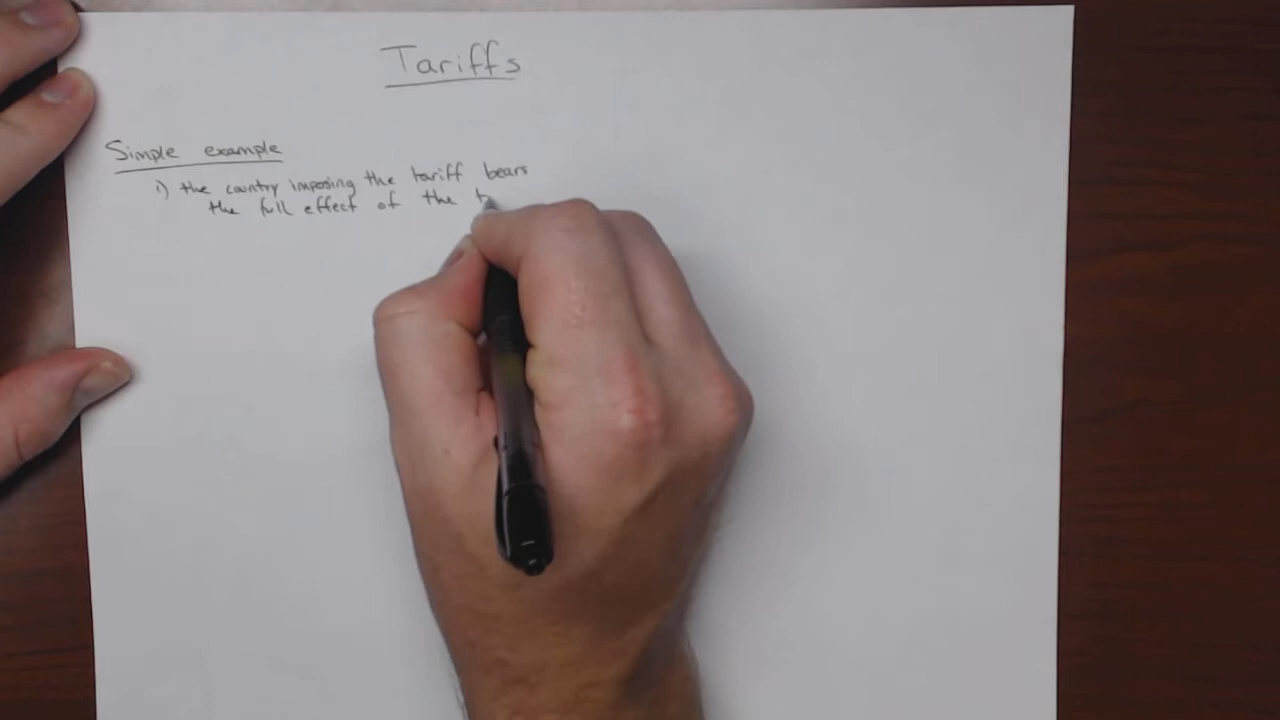 Tariffs
Simple example
i) the country imposing the tariff bears
the full effect of the